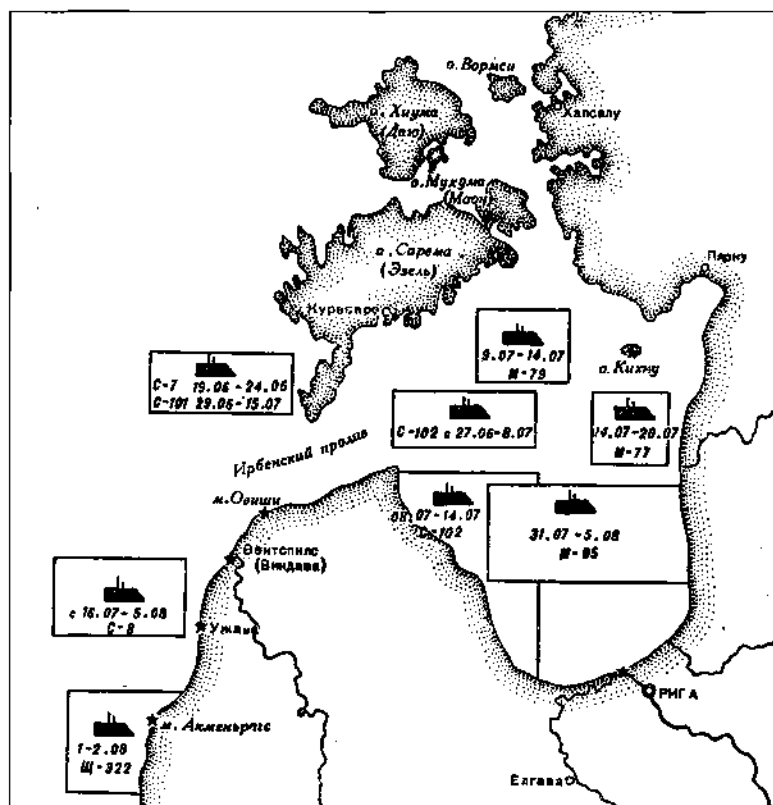 о. Вормси
о. Хиума
(Даго)
Хапсалу
о. Мухума
(Моон)
о. Сарема
(Эзель)
Пярну
Курьсаре
9.07-14.07
М-79
о. Кихну
С-7 19.06-24.06
С-101 29.06-15.07
С-102 с 27.06-8.07
14.07-20.07
М-77
Ирбенский пролив
м. Овиши
08.07-14.07
С-102
31.07-5.08
Вентспилс
(Виндава)
с 16.07-5.08
С-8
Ужава
РИГА
м. Акменьрагс
1-2.08
Щ-322
Елгава